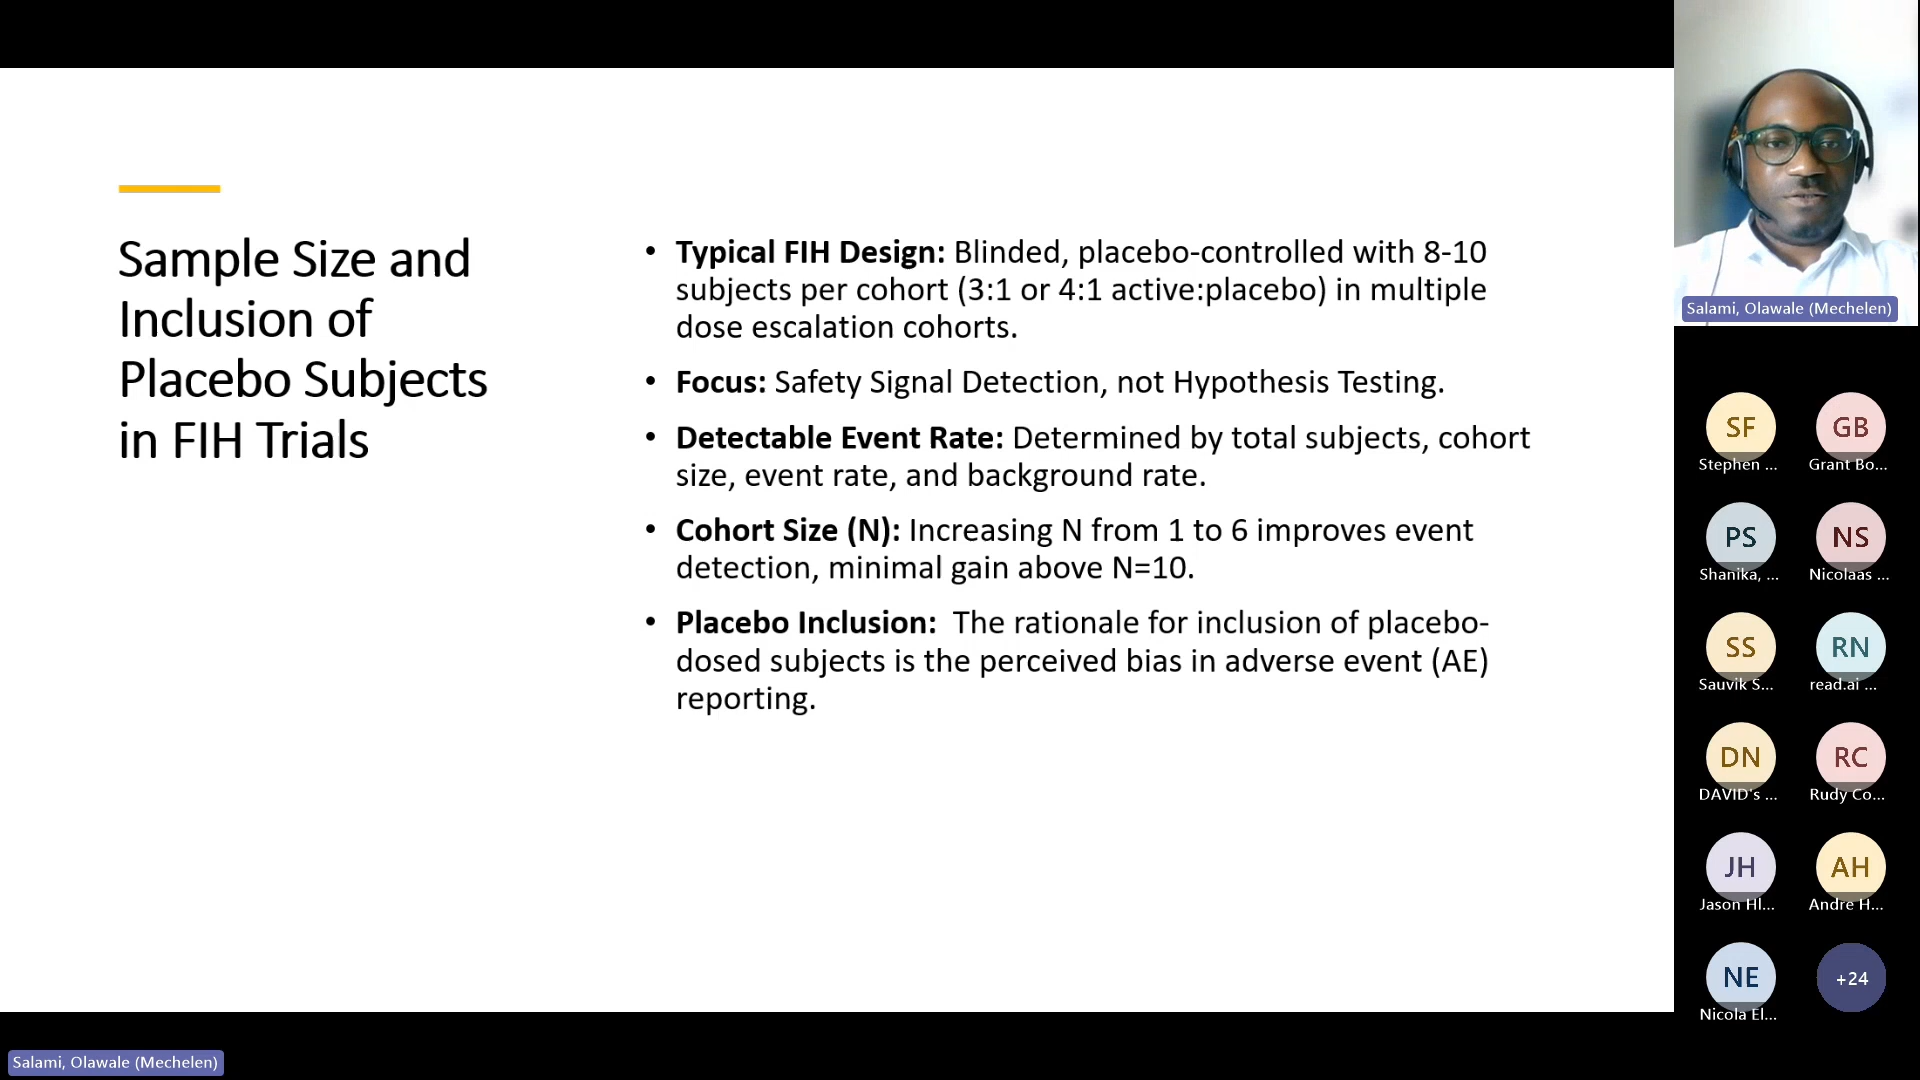 Sample Size and
Inclusion of
Placebo Subjects
in FIH Trials
• Typical FIH Design: Blinded, placebo-controlled with 8-10
subjects per cohort (3:1 or 4:1 active:placebo) in multiple
dose escalation cohorts.
• Focus: Safety Signal Detection, not Hypothesis Testing.
• Detectable Event Rate: Determined by total subjects, cohort
size, event rate, and background rate.
• Cohort Size (N): Increasing N from 1 to 6 improves event
detection, minimal gain above N=10.
• Placebo Inclusion: The rationale for inclusion of placebo-
dosed subjects is the perceived bias in adverse event (AE)
reporting.
Salami, Olawale (Mechelen)
SF
Stephen ...
GB
Grant Bo...
PS
Shanika, ...
NS
Nicolaas ...
SS
Sauvik S...
RN
read.ai ...
DN
DAVID's ...
RC
Rudy Co...
JH
Jason Hl...
AH
Andre H...
NE
Nicola El...
+24
Salami, Olawale (Mechelen)